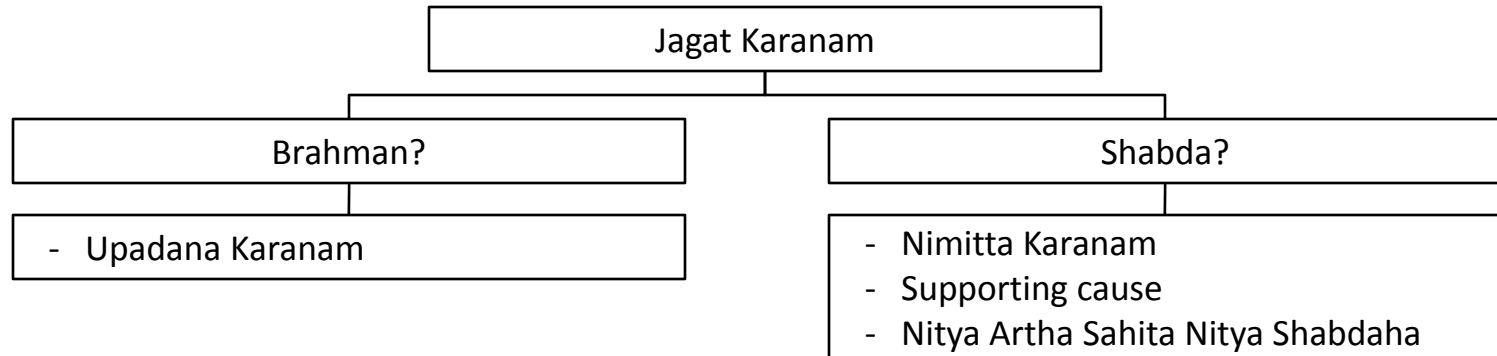 Jagat Karanam
Brahman?
Shabda?
- Upadana Karanam
- Nimitta Karanam
- Supporting cause
- Nitya Artha Sahita Nitya Shabdaha